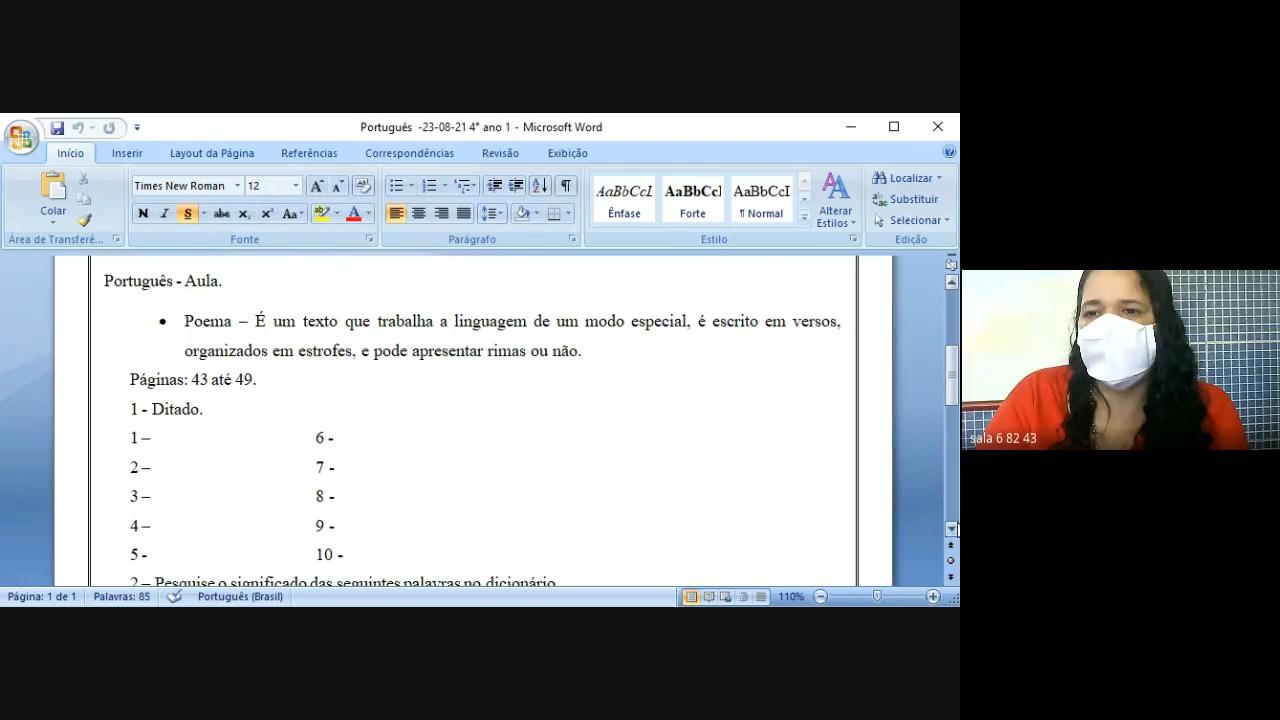 Português -23-08-21 4° ano 1 - Microsoft Word
Início Inserir Layout da Página Referências Correspondências Revisão Exibição
Colar
Times New Roman 12
N I S abc x₂ x² Aa
AaBbCcI AaBbCcI AaBbCcI
Ênfase Forte ¶ Normal
Alterar Estilos
Localizar
Substituir
Selecionar
Área de Transferê... Fonte Parágrafo Estilo Edição
Português - Aula.
• Poema – É um texto que trabalha a linguagem de um modo especial, é escrito em versos,
organizados em estrofes, e pode apresentar rimas ou não.
Páginas: 43 até 49.
1 - Ditado.
1 – 6 -
2 – 7 -
3 – 8 -
4 – 9 -
5 - 10 -
2 – Pesquise o significado das seguintes palavras no dicionário.
Página: 1 de 1 Palavras: 85 Português (Brasil) 110%
sala 6 82 43